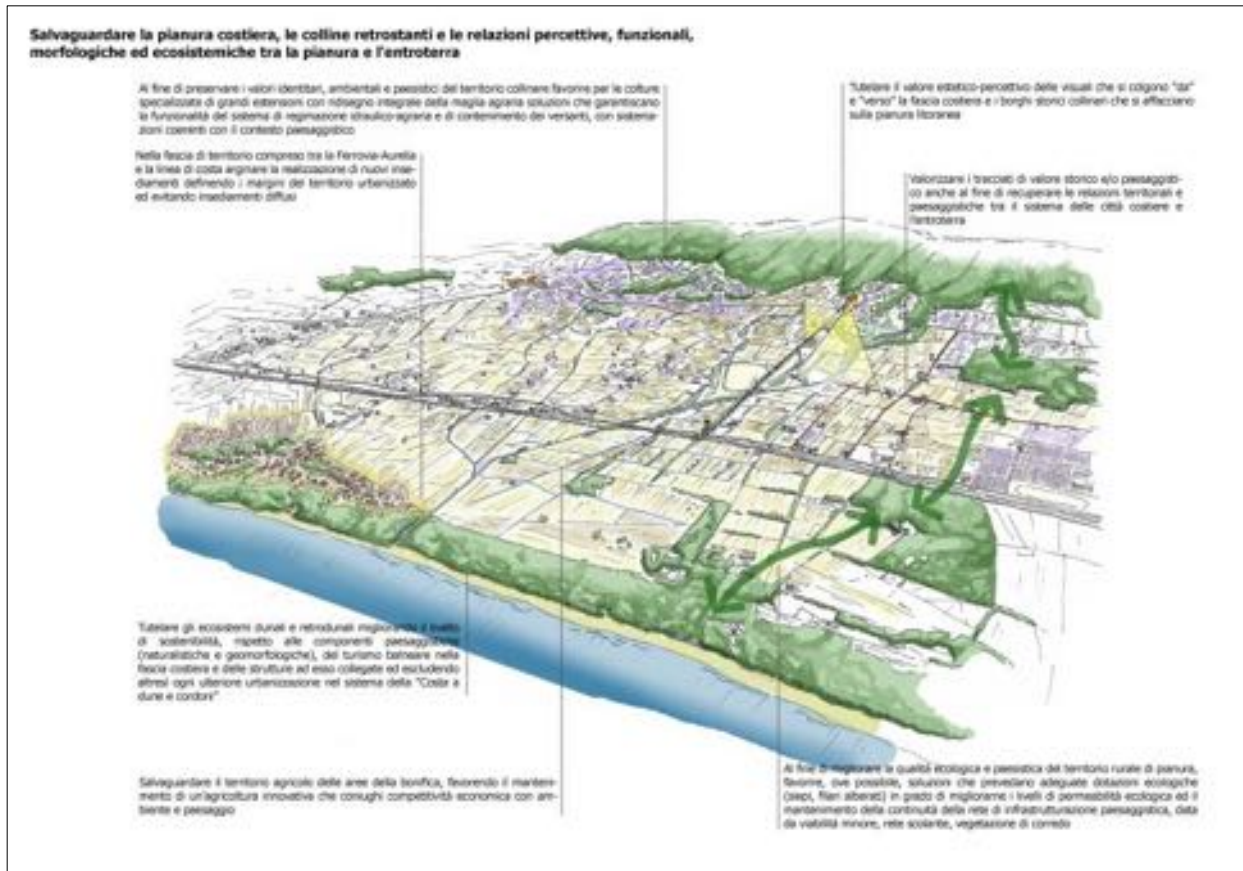 Salvaguardare la pianura costiera, le colline retrostanti e le relazioni percettive, funzionali,
morfologiche ed ecosistemiche tra la pianura e l'entroterra
Al fine di preservare i valori identitari, ambientali e paesistici del territorio collinare favorire per le colture
specializzate di grandi estensioni con ridisegno integrale della maglia agraria soluzioni che garantiscano
la funzionalità del sistema di regimazione idraulico-agraria e di contenimento dei versanti, con sistema-
zioni coerenti con il contesto paesaggistico
Tutelare il valore estetico-percettivo delle visuali che si colgono "da"
e "verso" la fascia costiera e i borghi storici collinari che si affacciano
sulla pianura litoranea
Nella fascia di territorio compreso tra la Ferrovia-Aurelia
e la linea di costa arginare la realizzazione di nuovi inse-
diamenti definendo i margini del territorio urbanizzato
ed evitando insediamenti diffusi
Valorizzare i tracciati di valore storico e/o paesaggisti-
co anche al fine di recuperare le relazioni territoriali e
paesaggistiche tra il sistema delle città costiere e
l'entroterra
Tutelare gli ecosistemi dunali e retrodunali migliorando il livello
di sostenibilità, rispetto alle componenti paesaggistiche
(naturalistiche e geomorfologiche), del turismo balneare nella
fascia costiera e delle strutture ad esso collegate ed escludendo
altresì ogni ulteriore urbanizzazione nel sistema della "Costa a
dune e cordoni"
Salvaguardare il territorio agricolo delle aree della bonifica, favorendo il manteni-
mento di un'agricoltura innovativa che coniughi competitività economica con am-
biente e paesaggio
Al fine di migliorare la qualità ecologica e paesistica del territorio rurale di pianura,
favorire, ove possibile, soluzioni che prevedano adeguate dotazioni ecologiche
(siepi, filari alberati) in grado di migliorarne i livelli di permeabilità ecologica ed il
mantenimento della continuità della rete di infrastrutturazione paesaggistica, data
da viabilità minore, rete scolante, vegetazione di corredo